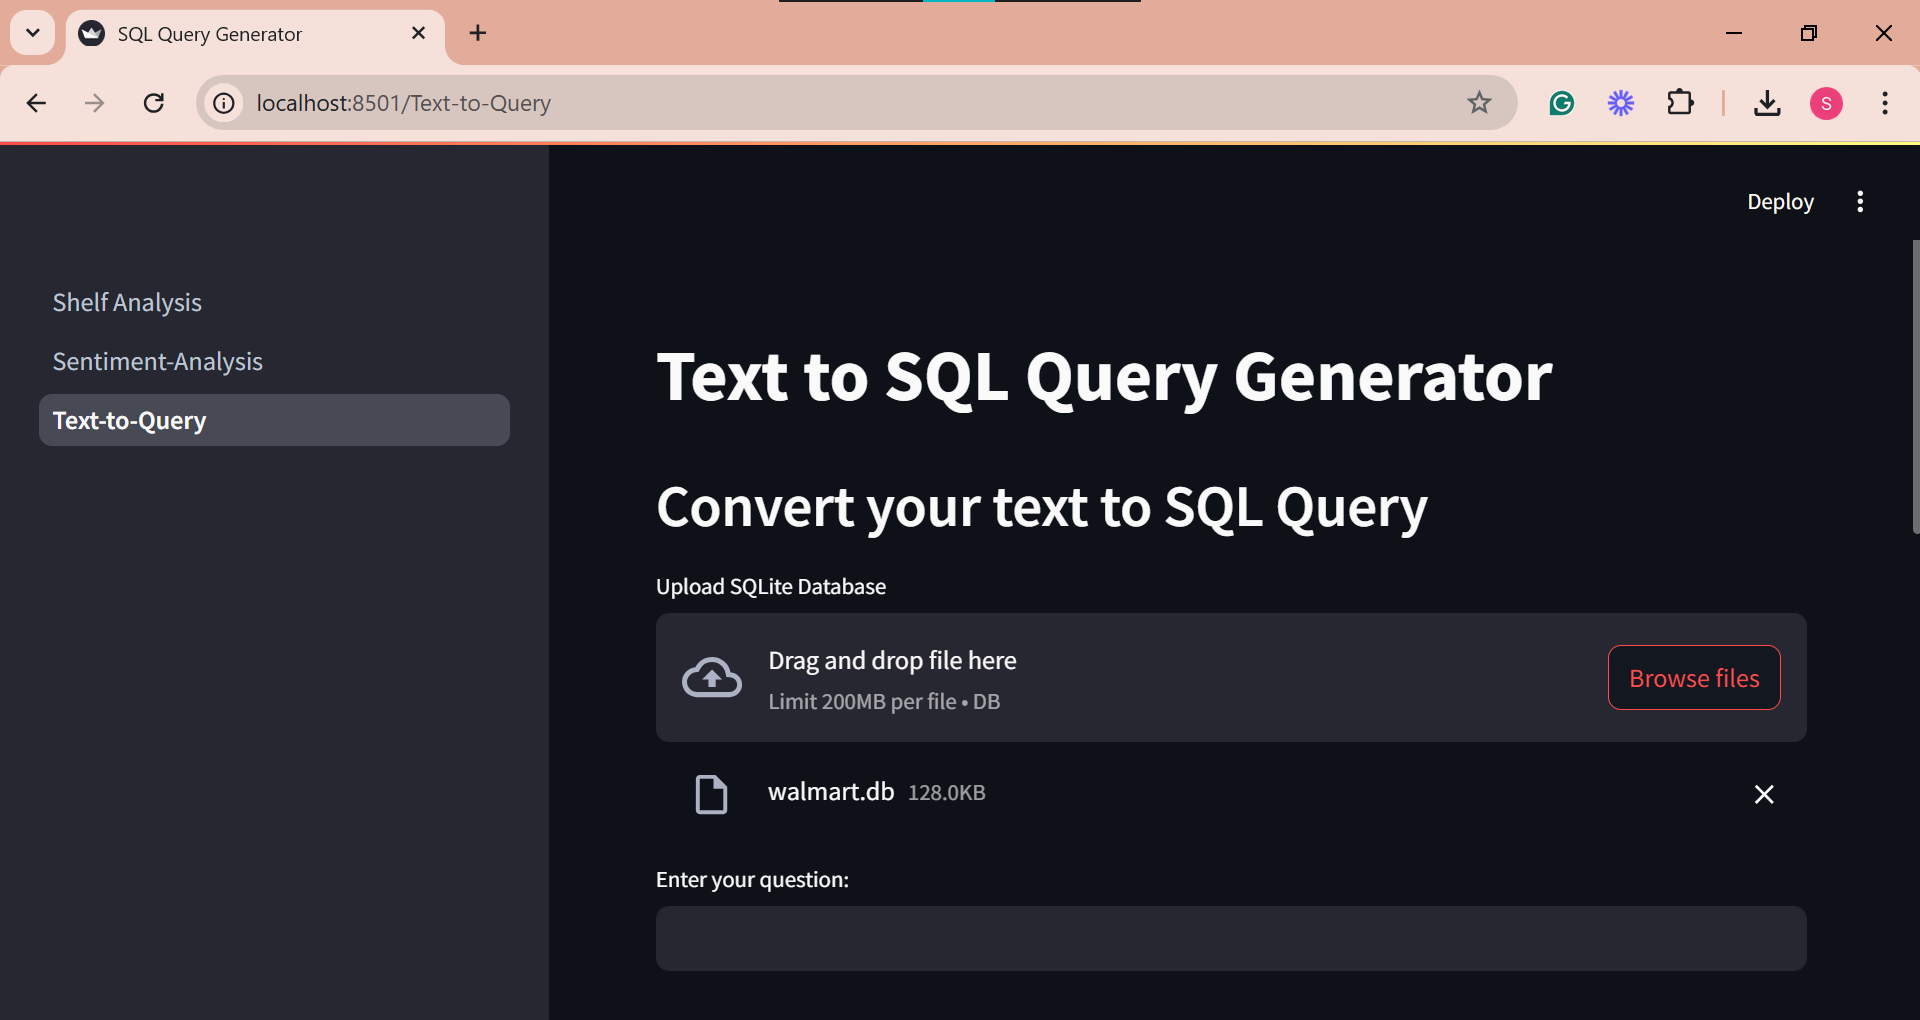 SQL Query Generator
localhost:8501/Text-to-Query
S
Deploy
Shelf Analysis
Sentiment-Analysis
Text-to-Query
Text to SQL Query Generator
Convert your text to SQL Query
Upload SQLite Database
Drag and drop file here
Limit 200MB per file • DB
Browse files
walmart.db 128.0KB
Enter your question: